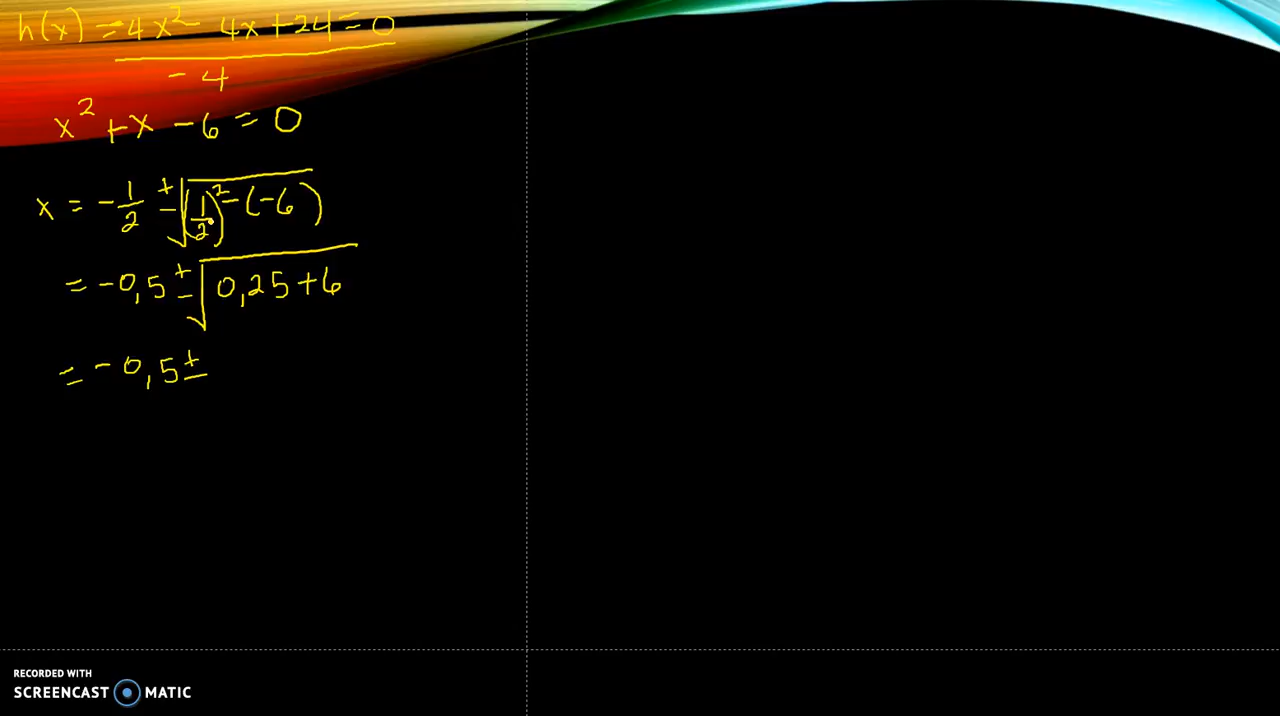 h(x) = -4x² - 4x + 24 = 0
-4
x² + x - 6 = 0
x = -1/2 ± √(1/2)² - (-6)
= -0,5 ± √0,25 + 6
= -0,5 ±
RECORDED WITH
SCREENCAST MATIC